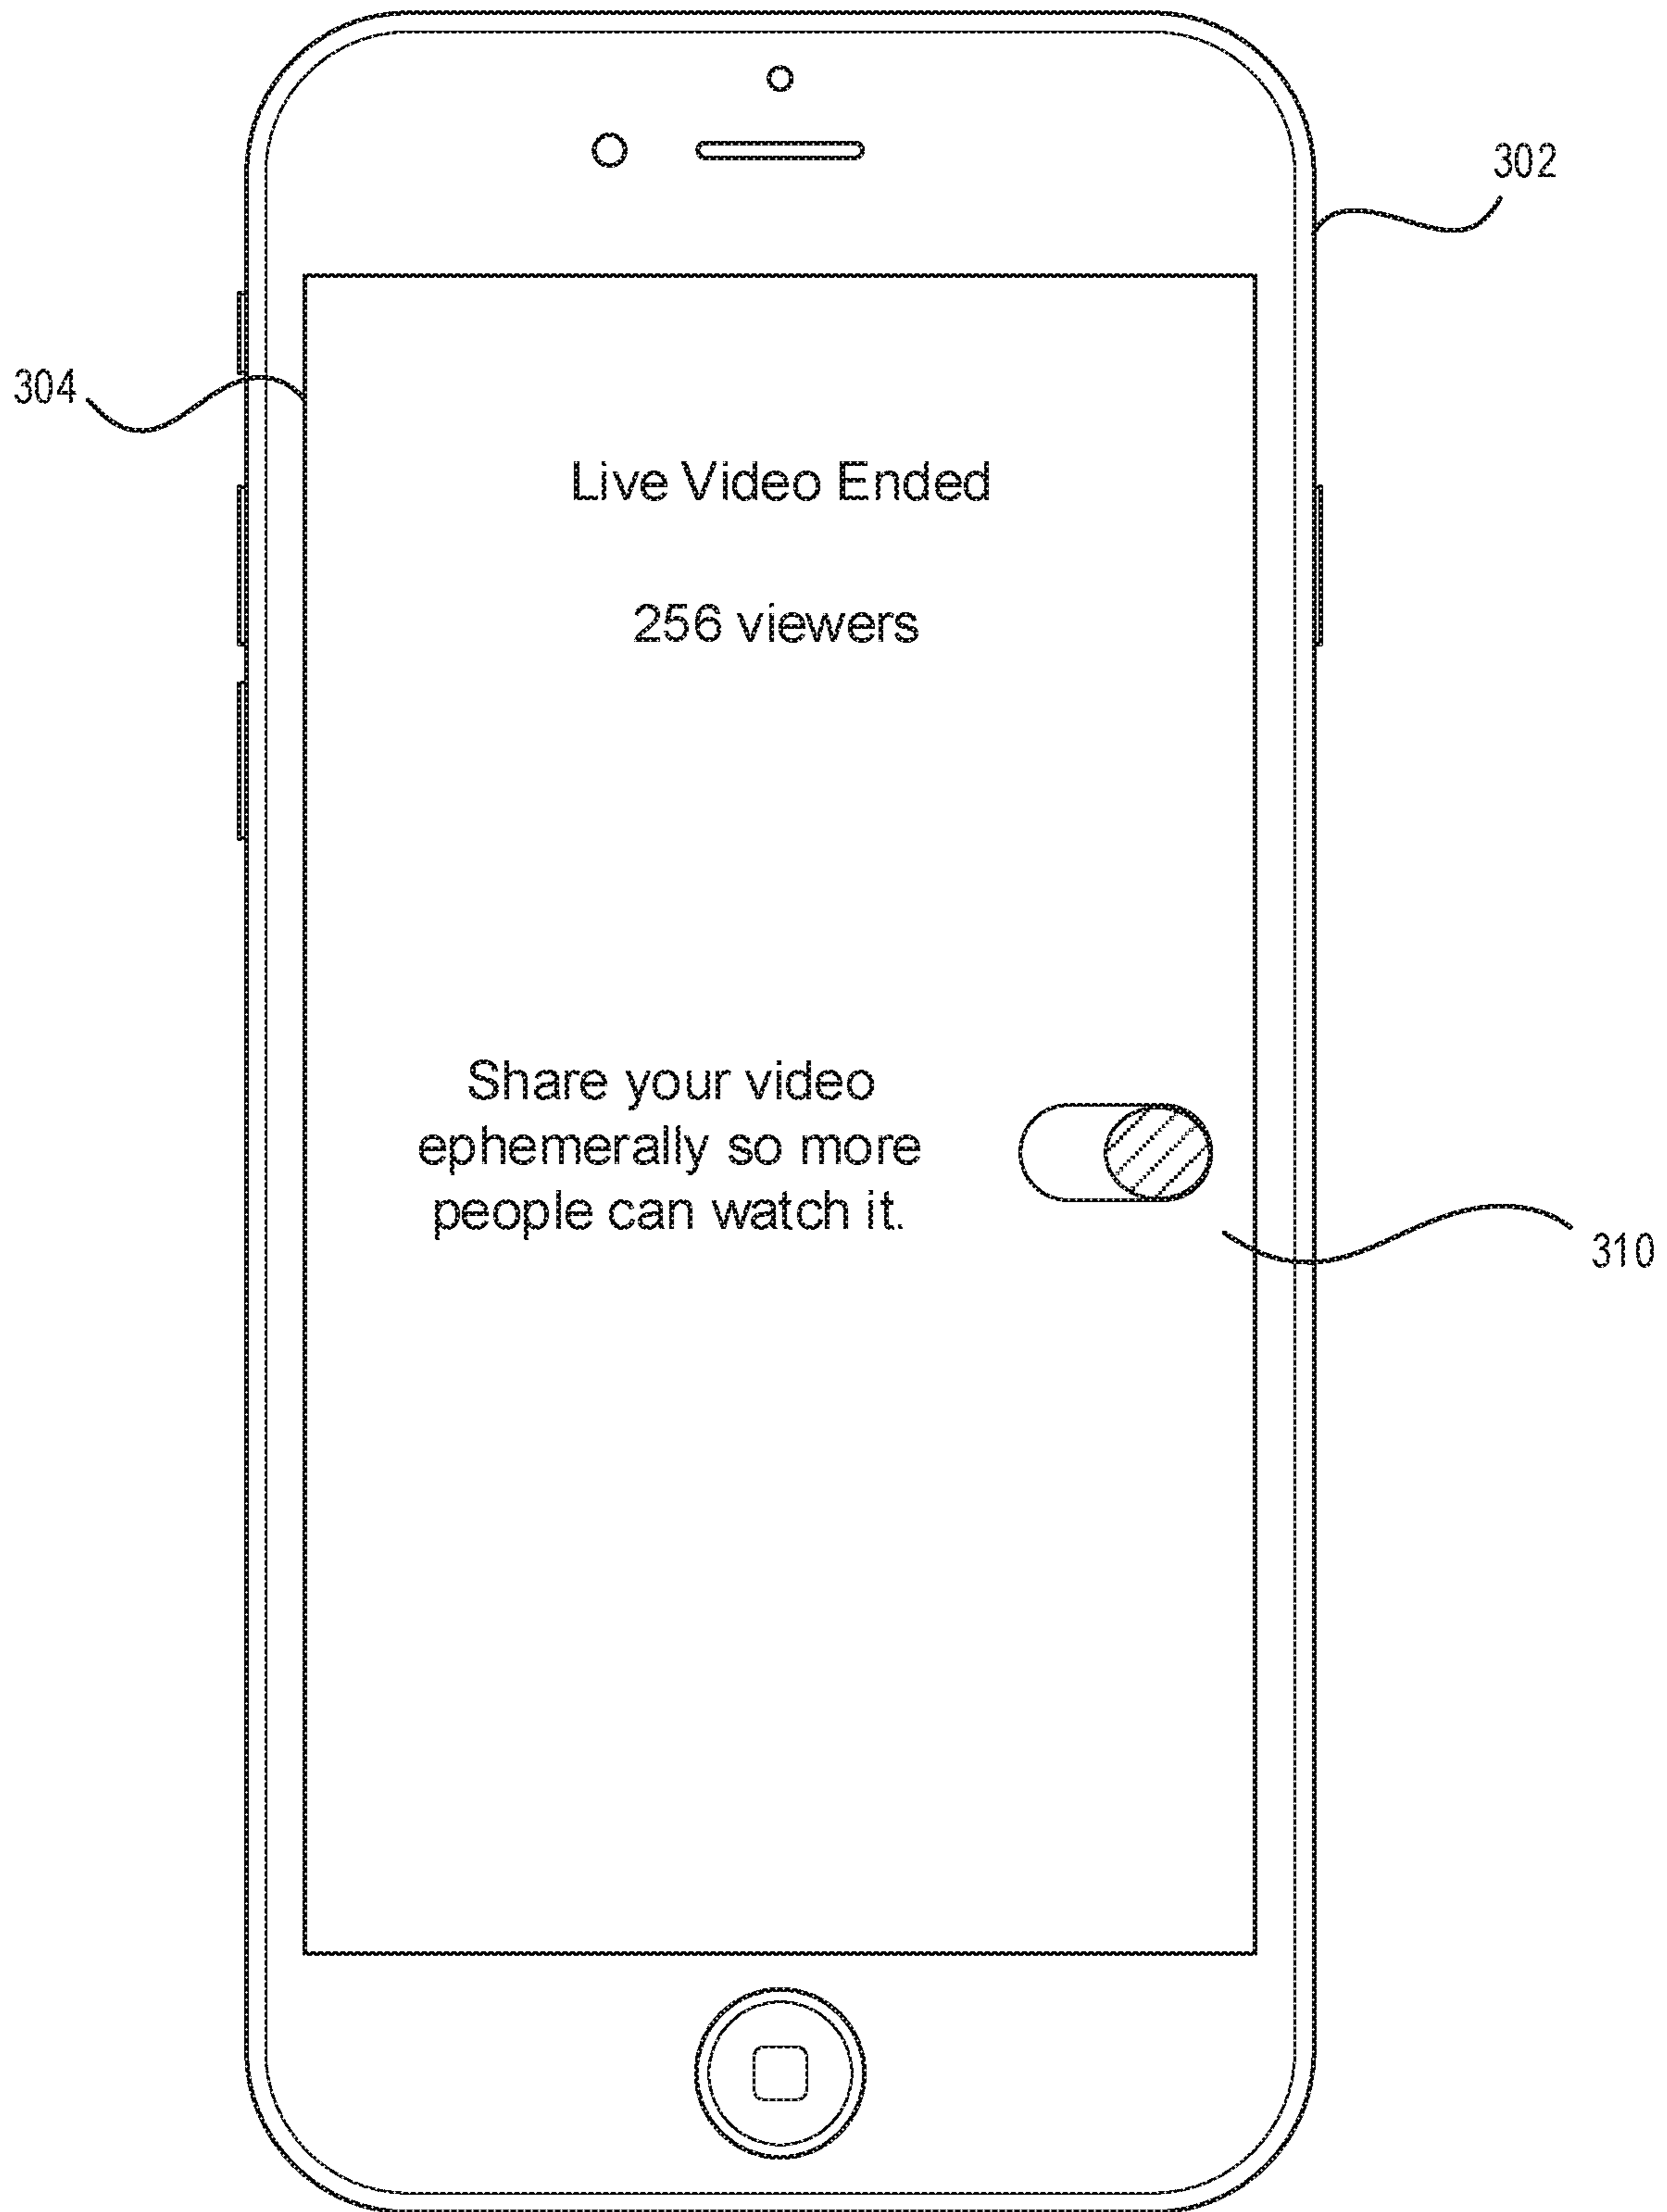 302
304
Live Video Ended
256 viewers
Share your video
ephemerally so more
people can watch it.
310